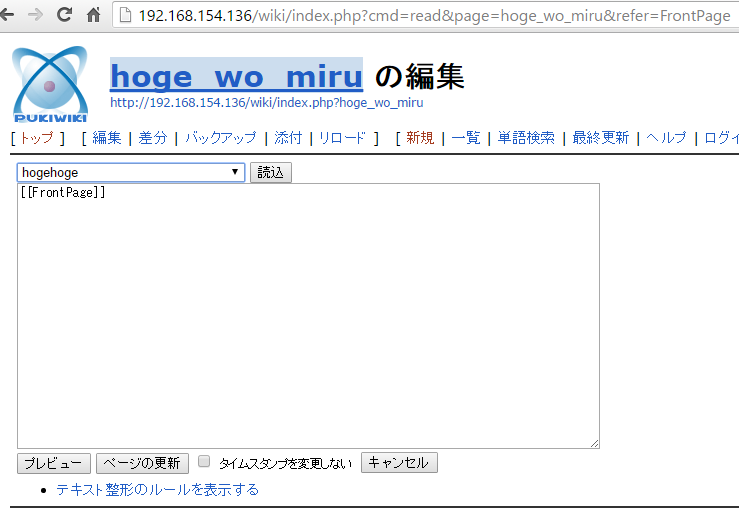 192.168.154.136/wiki/index.php?cmd=read&page=hoge_wo_miru&refer=FrontPage
PUKIWIKI
hoge_wo_miru の編集
http://192.168.154.136/wiki/index.php?hoge_wo_miru
[ トップ ] [ 編集 | 差分 | バックアップ | 添付 | リロード ] [ 新規 | 一覧 | 単語検索 | 最終更新 | ヘルプ | ログイ
hogehoge 読込
[[FrontPage]]
プレビュー ページの更新 タイムスタンプを変更しない キャンセル
テキスト整形のルールを表示する